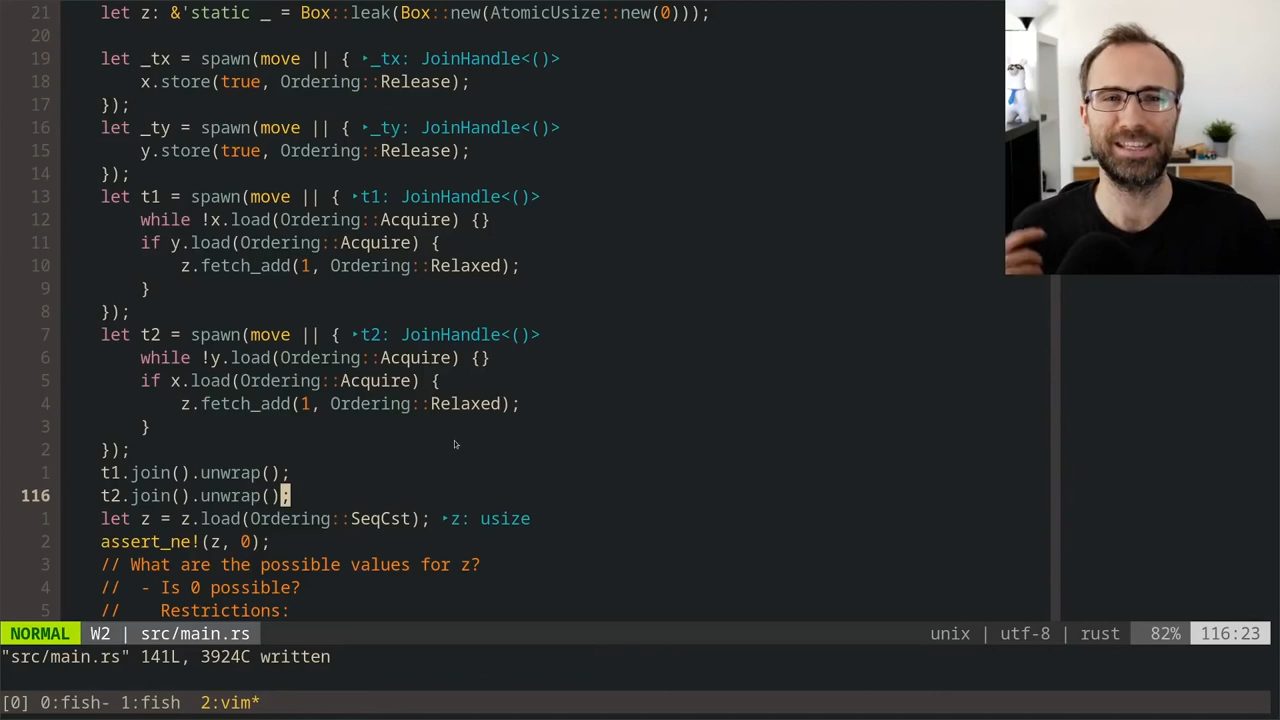 21 let z: &'static _ = Box::leak(Box::new(AtomicUsize::new(0)));
20
19 let _tx = spawn(move || { ‣_tx: JoinHandle<()>
18 x.store(true, Ordering::Release);
17 });
16 let _ty = spawn(move || { ‣_ty: JoinHandle<()>
15 y.store(true, Ordering::Release);
14 });
13 let t1 = spawn(move || { ‣t1: JoinHandle<()>
12 while !x.load(Ordering::Acquire) {}
11 if y.load(Ordering::Acquire) {
10 z.fetch_add(1, Ordering::Relaxed);
9 }
8 });
7 let t2 = spawn(move || { ‣t2: JoinHandle<()>
6 while !y.load(Ordering::Acquire) {}
5 if x.load(Ordering::Acquire) {
4 z.fetch_add(1, Ordering::Relaxed);
3 }
2 });
1 t1.join().unwrap();
116 t2.join().unwrap();
1 let z = z.load(Ordering::SeqCst); ‣z: usize
2 assert_ne!(z, 0);
3 // What are the possible values for z?
4 // - Is 0 possible?
5 // Restrictions:
NORMAL W2 | src/main.rs unix | utf-8 | rust 82% 116:23
"src/main.rs" 141L, 3924C written
[0] 0:fish- 1:fish 2:vim*